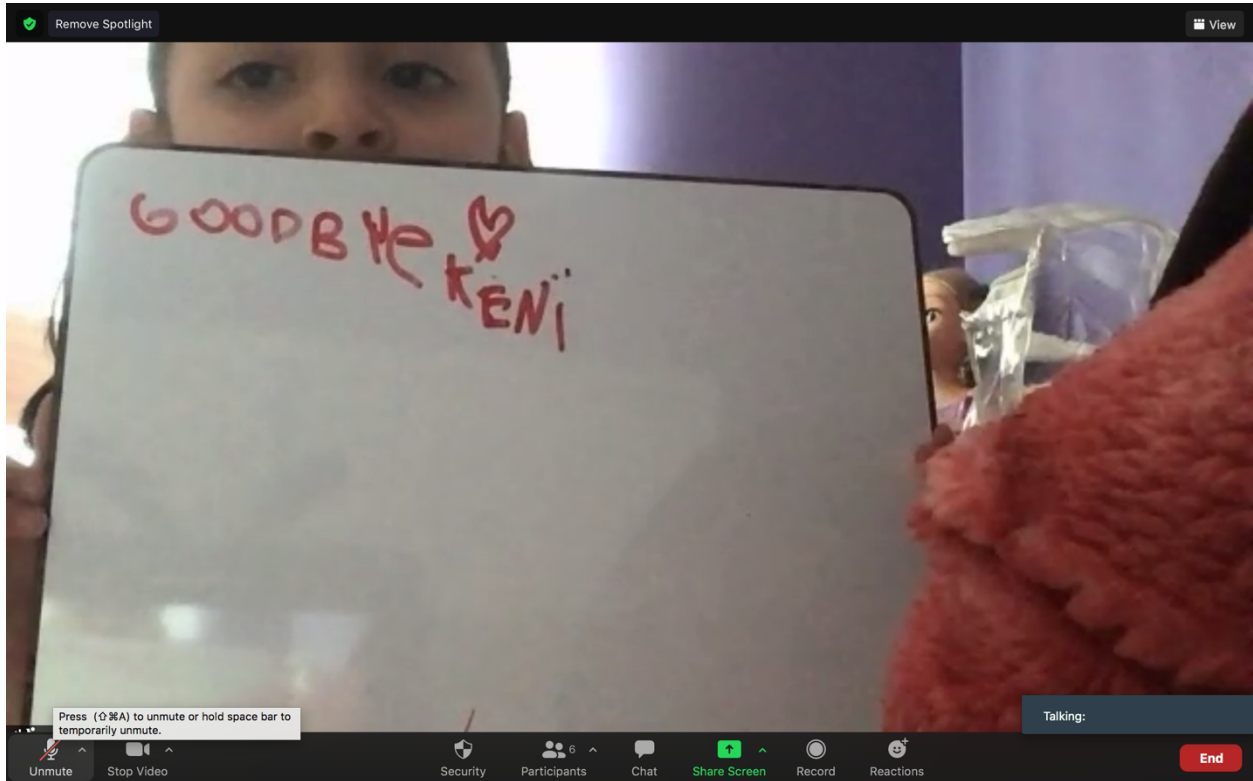 Remove Spotlight
View
GOODBYe ♡
KENï
Press (⇧⌘A) to unmute or hold space bar to
temporarily unmute.
Talking:
Unmute
Stop Video
Security
6
Participants
Chat
Share Screen
Record
Reactions
End